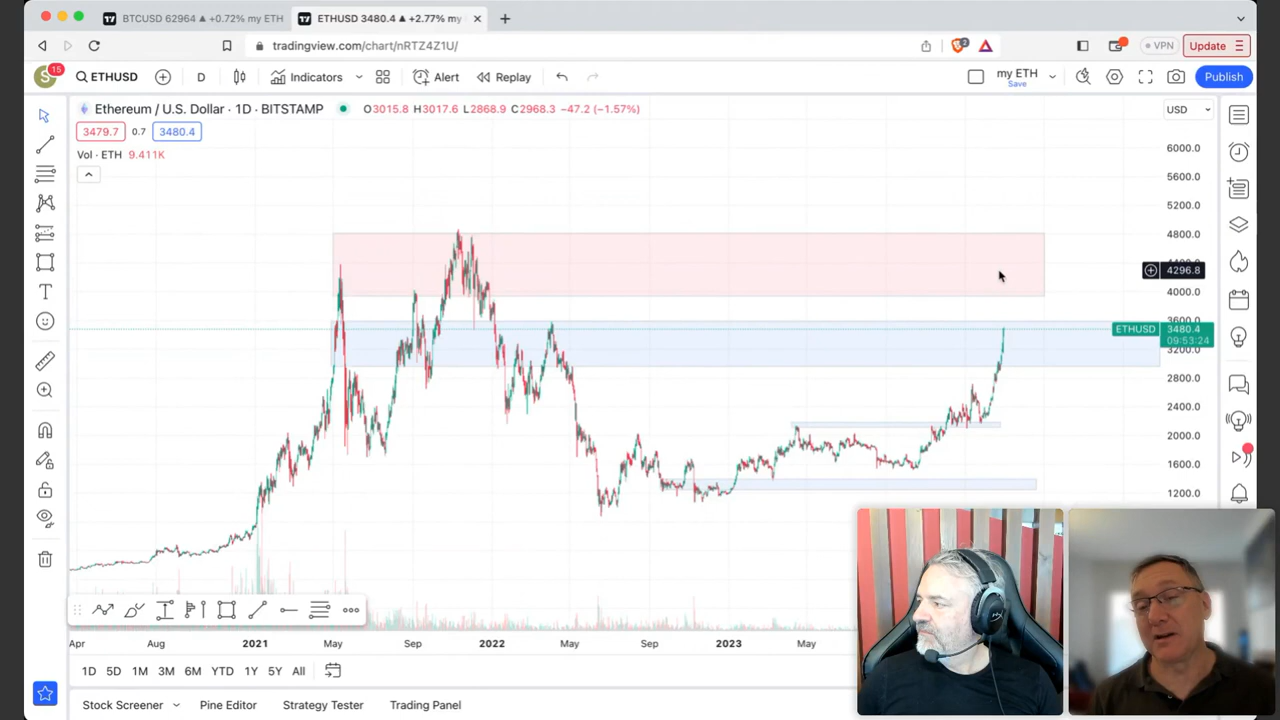 BTCUSD 62964 ▲ +0.72% my ETH
ETHUSD 3480.4 ▲ +2.77% my
tradingview.com/chart/nRTZ4Z1U/
2
VPN
Update
S
15
ETHUSD
D
Indicators
Alert
Replay
my ETH
Save
Publish
Ethereum / U.S. Dollar · 1D · BITSTAMP
O3015.8 H3017.6 L2868.9 C2968.3 −47.2 (−1.57%)
USD
3479.7 0.7 3480.4
Vol · ETH 9.411K
6000.0
5600.0
5200.0
4800.0
4296.8
4000.0
3600.0
ETHUSD 3480.4
09:53:24
3200.0
2800.0
2400.0
2000.0
1600.0
1200.0
Apr Aug 2021 May Sep 2022 May Sep 2023 May
1D 5D 1M 3M 6M YTD 1Y 5Y All
Stock Screener Pine Editor Strategy Tester Trading Panel